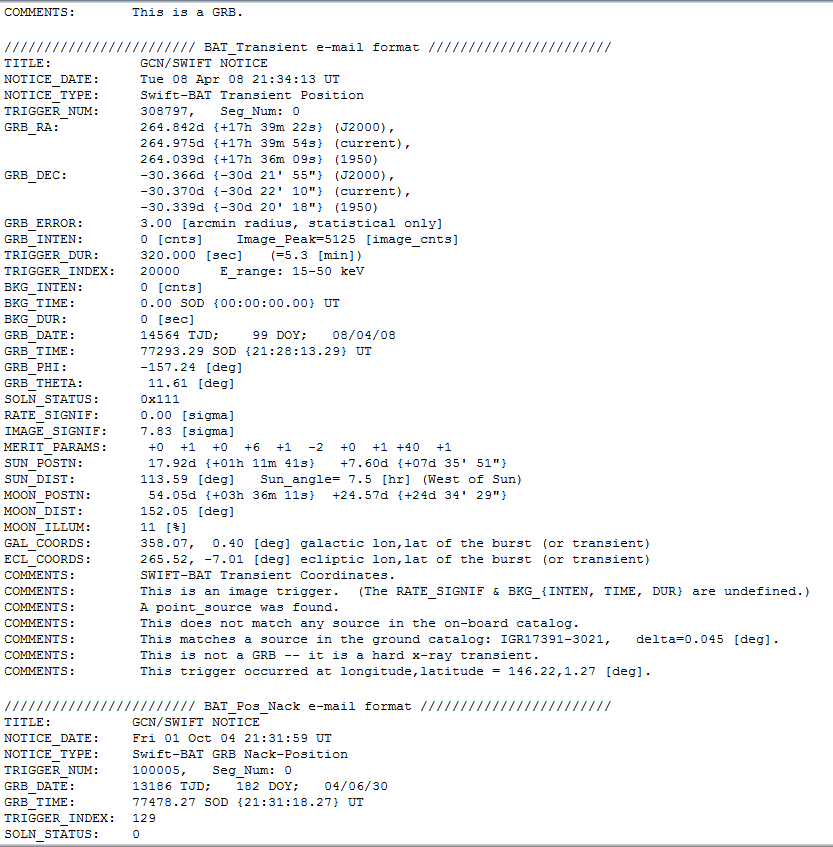 COMMENTS:       This is a GRB.

//////////////////////// BAT_Transient e-mail format ///////////////////////
TITLE:           GCN/SWIFT NOTICE
NOTICE_DATE:     Tue 08 Apr 08 21:34:13 UT
NOTICE_TYPE:     Swift-BAT Transient Position
TRIGGER_NUM:     308797,   Seg_Num: 0
GRB_RA:          264.842d {+17h 39m 22s} (J2000),
                 264.975d {+17h 39m 54s} (current),
                 264.039d {+17h 36m 09s} (1950)
GRB_DEC:         -30.366d {-30d 21' 55"} (J2000),
                 -30.370d {-30d 22' 10"} (current),
                 -30.339d {-30d 20' 18"} (1950)
GRB_ERROR:       3.00 [arcmin radius, statistical only]
GRB_INTEN:       0 [cnts]    Image_Peak=5125 [image_cnts]
TRIGGER_DUR:     320.000 [sec]   (=5.3 [min])
TRIGGER_INDEX:   20000     E_range: 15-50 keV
BKG_INTEN:       0 [cnts]
BKG_TIME:        0.00 SOD {00:00:00.00} UT
BKG_DUR:         0 [sec]
GRB_DATE:        14564 TJD;    99 DOY;   08/04/08
GRB_TIME:        77293.29 SOD {21:28:13.29} UT
GRB_PHI:         -157.24 [deg]
GRB_THETA:        11.61 [deg]
SOLN_STATUS:     0x111
RATE_SIGNIF:     0.00 [sigma]
IMAGE_SIGNIF:    7.83 [sigma]
MERIT_PARAMS:     +0  +1  +0  +6  +1  -2  +0  +1 +40  +1
SUN_POSTN:        17.92d {+01h 11m 41s}   +7.60d {+07d 35' 51"}
SUN_DIST:        113.59 [deg]   Sun_angle= 7.5 [hr] (West of Sun)
MOON_POSTN:       54.05d {+03h 36m 11s}  +24.57d {+24d 34' 29"}
MOON_DIST:       152.05 [deg]
MOON_ILLUM:      11 [%]
GAL_COORDS:      358.07,  0.40 [deg] galactic lon,lat of the burst (or transient)
ECL_COORDS:      265.52, -7.01 [deg] ecliptic lon,lat of the burst (or transient)
COMMENTS:        SWIFT-BAT Transient Coordinates.
COMMENTS:        This is an image trigger.  (The RATE_SIGNIF & BKG_{INTEN, TIME, DUR} are undefined.)
COMMENTS:        A point_source was found.
COMMENTS:        This does not match any source in the on-board catalog.
COMMENTS:        This matches a source in the ground catalog: IGR17391-3021,   delta=0.045 [deg].
COMMENTS:        This is not a GRB -- it is a hard x-ray transient.
COMMENTS:        This trigger occurred at longitude,latitude = 146.22,1.27 [deg].

//////////////////////// BAT_Pos_Nack e-mail format ////////////////////////
TITLE:          GCN/SWIFT NOTICE
NOTICE_DATE:    Fri 01 Oct 04 21:31:59 UT
NOTICE_TYPE:    Swift-BAT GRB Nack-Position
TRIGGER_NUM:    100005,   Seg_Num: 0
GRB_DATE:       13186 TJD;   182 DOY;   04/06/30
GRB_TIME:       77478.27 SOD {21:31:18.27} UT
TRIGGER_INDEX:  129
SOLN_STATUS:    0